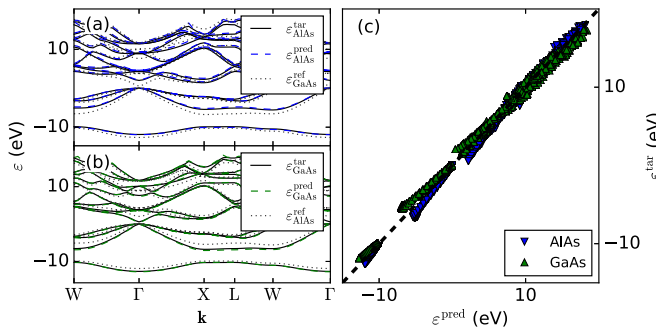 (a)
ε^tar_AlAs
ε^pred_AlAs
ε^ref_GaAs
10
−10
ε (eV)
(b)
ε^tar_GaAs
ε^pred_GaAs
ε^ref_AlAs
10
−10
W Γ X L W Γ
k
(c)
10
−10
ε^tar (eV)
AlAs
GaAs
−10 10
ε^pred (eV)